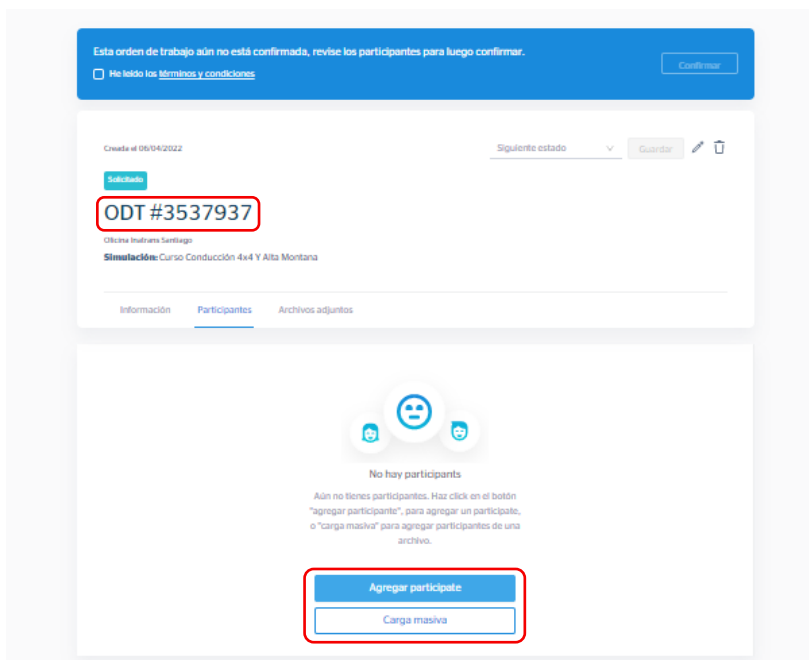 Esta orden de trabajo aún no está confirmada, revise los participantes para luego confirmar.
He leído los términos y condiciones
Confirmar
Creada el 06/04/2022
Siguiente estado
Guardar
Solicitado
ODT #3537937
Oficina Inatrans Santiago
Simulación: Curso Conducción 4x4 Y Alta Montana
Información
Participantes
Archivos adjuntos
No hay participants
Aún no tienes participantes. Haz click en el botón
"agregar participante", para agregar un participate,
o "carga masiva" para agregar participantes de una
archivo.
Agregar participate
Carga masiva